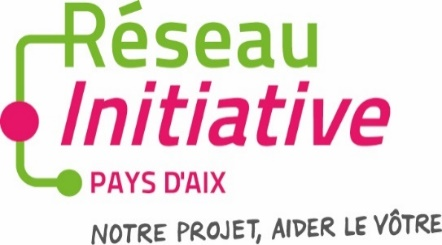 Réseau
Initiative
PAYS D'AIX
NOTRE PROJET, AIDER LE VÔTRE